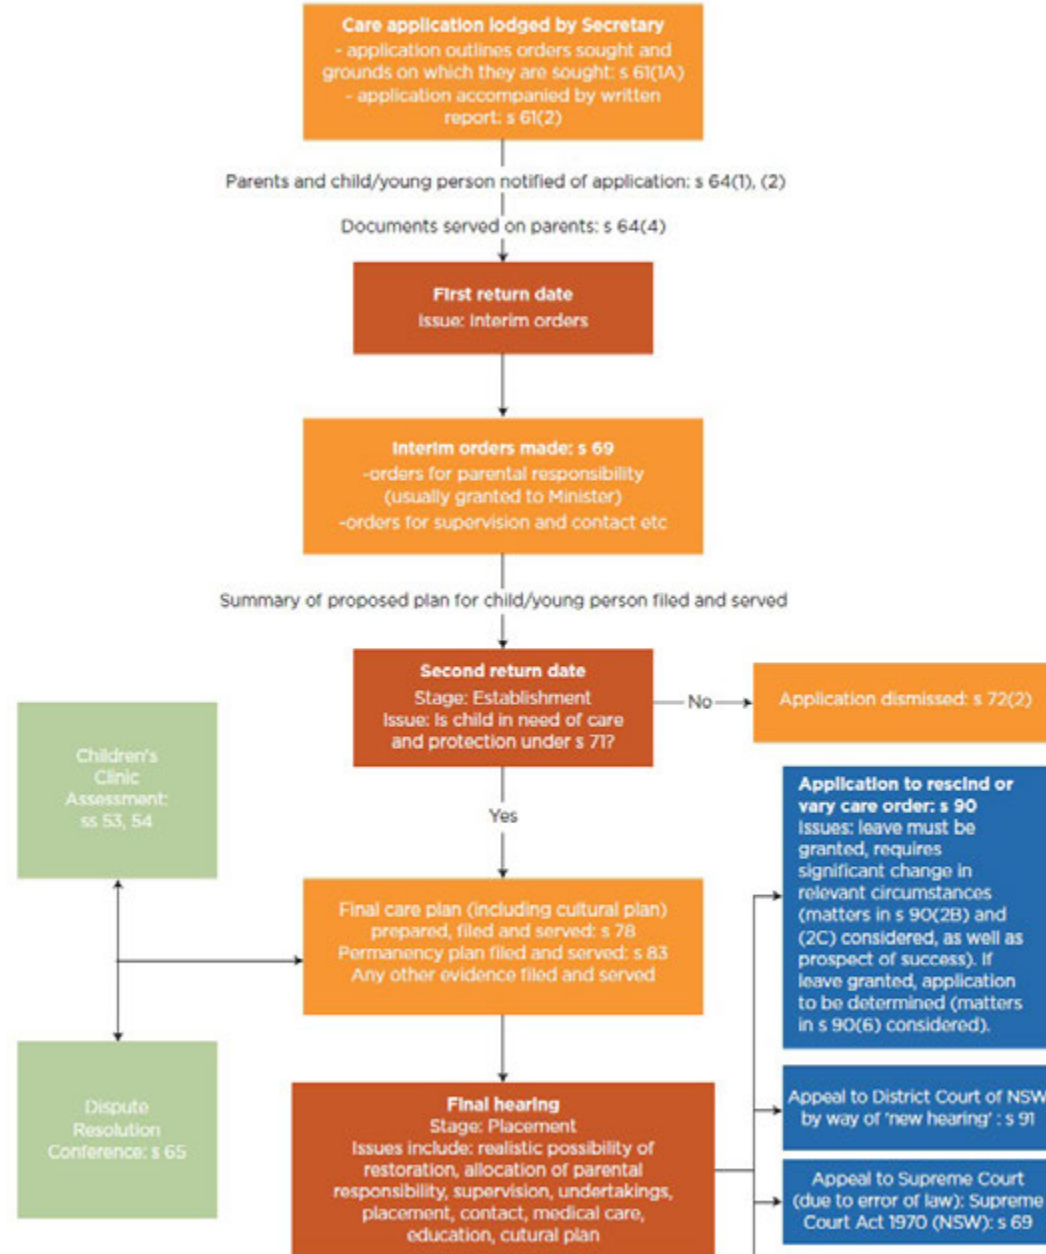 Care application lodged by Secretary
- application outlines orders sought and
grounds on which they are sought: s 61(1A)
- application accompanied by written
report: s 61(2)
Parents and child/young person notified of application: s 64(1), (2)
Documents served on parents: s 64(4)
First return date
Issue: Interim orders
Interim orders made: s 69
-orders for parental responsibility
(usually granted to Minister)
-orders for supervision and contact etc
Summary of proposed plan for child/young person filed and served
Second return date
Stage: Establishment
Issue: Is child in need of care
and protection under s 71?
No
Application dismissed: s 72(2)
Yes
Children's
Clinic
Assessment:
ss 53, 54
Final care plan (including cultural plan)
prepared, filed and served: s 78
Permanency plan filed and served: s 83
Any other evidence filed and served
Dispute
Resolution
Conference: s 65
Final hearing
Stage: Placement
Issues include: realistic possibility of
restoration, allocation of parental
responsibility, supervision, undertakings,
placement, contact, medical care,
education, cutural plan
Application to rescind or
vary care order: s 90
Issues: leave must be
granted, requires
significant change in
relevant circumstances
(matters in s 90(2B) and
(2C) considered, as well as
prospect of success). If
leave granted, application
to be determined (matters
in s 90(6) considered).
Appeal to District Court of NSW
by way of 'new hearing' : s 91
Appeal to Supreme Court
(due to error of law): Supreme
Court Act 1970 (NSW): s 69